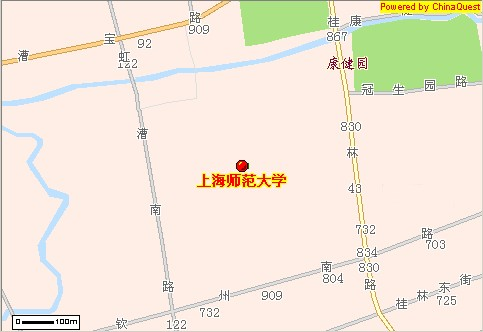 Powered by ChinaQuest
路
909
桂
康
健
867
宝
92
虹
122
漕
康健园
冠
生
园
路
漕
830
林
上海师范大学
43
南
732
路
703
834
南
830
804
路
路
州
909
732
钦
122
桂
林
东
街
725
0
100m